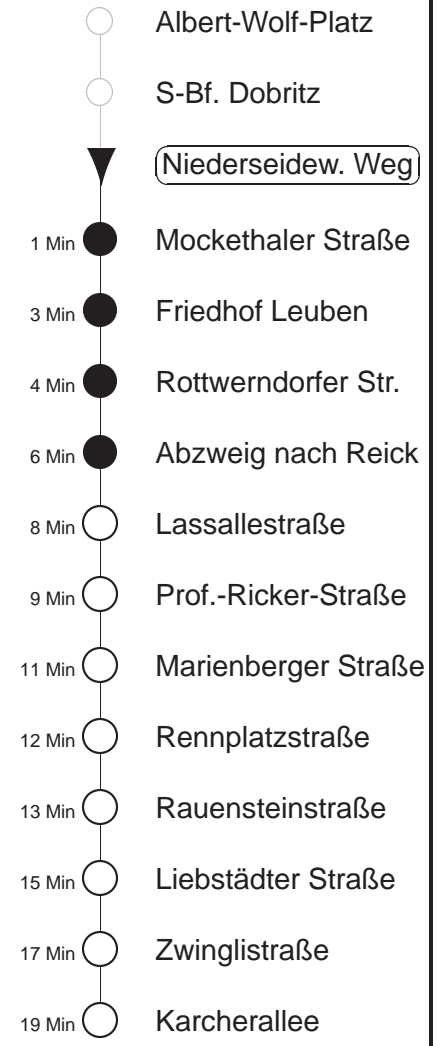 Albert-Wolf-Platz
S-Bf. Dobritz
Niederseidew. Weg
1 Min Mockethaler Straße
3 Min Friedhof Leuben
4 Min Rottwerndorfer Str.
6 Min Abzweig nach Reick
8 Min Lassallestraße
9 Min Prof.-Ricker-Straße
11 Min Marienberger Straße
12 Min Rennplatzstraße
13 Min Rauensteinstraße
15 Min Liebstädter Straße
17 Min Zwinglistraße
19 Min Karcherallee